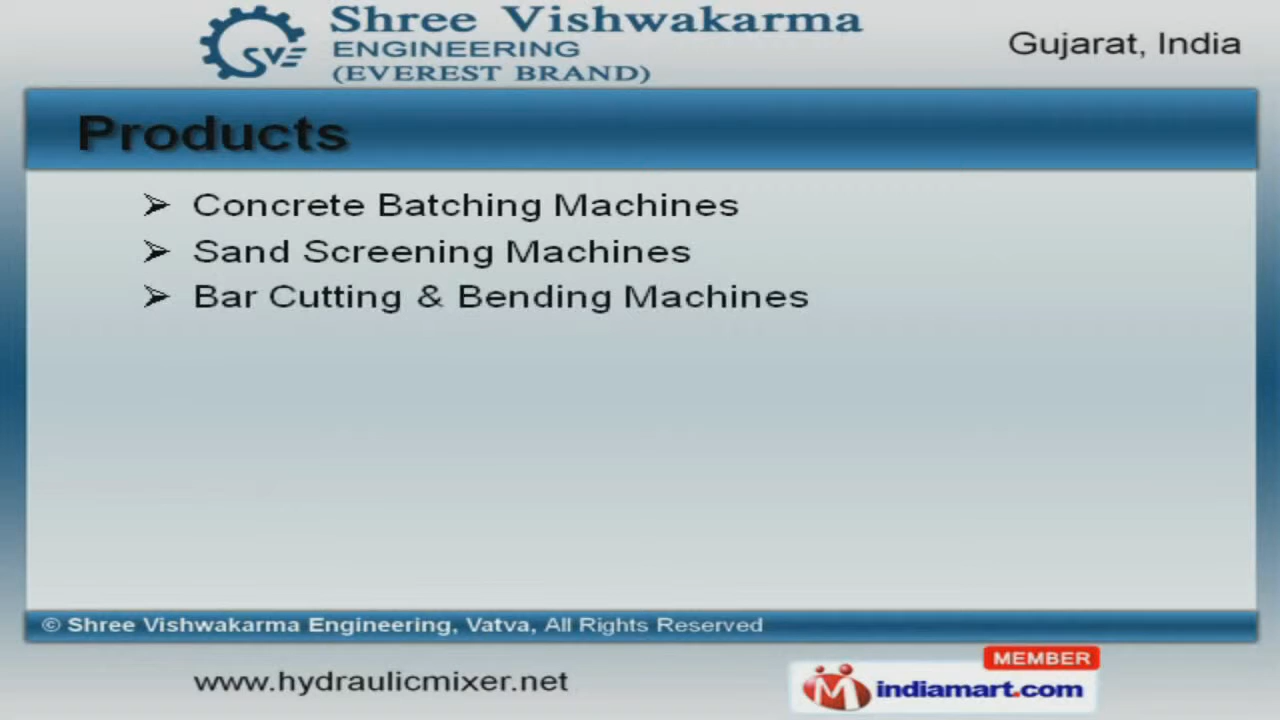 SVE
Shree Vishwakarma
ENGINEERING
(EVEREST BRAND)
Gujarat, India
Products
➢ Concrete Batching Machines
➢ Sand Screening Machines
➢ Bar Cutting & Bending Machines
© Shree Vishwakarma Engineering, Vatva, All Rights Reserved
www.hydraulicmixer.net
MEMBER
indiamart.com